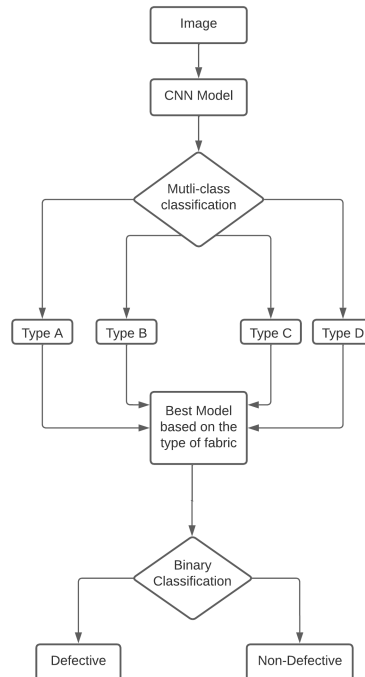 Image
CNN Model
Mutli-class
classification
Type A
Type B
Type C
Type D
Best Model
based on the
type of fabric
Binary
Classification
Defective
Non-Defective